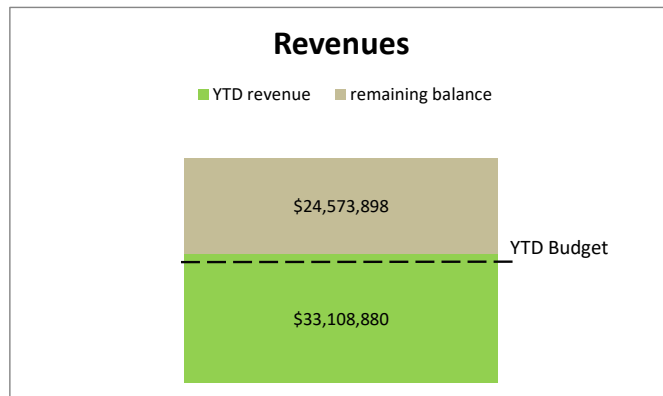 Revenues
YTD revenue remaining balance
$24,573,898
YTD Budget
$33,108,880